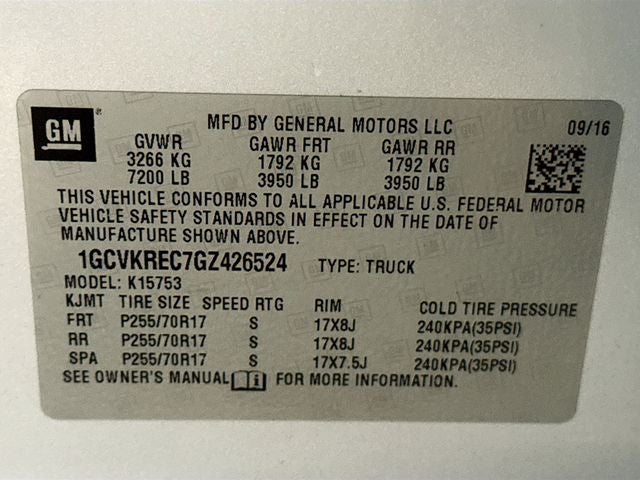 GM ® MFD BY GENERAL MOTORS LLC 09/16
GVWR GAWR FRT GAWR RR
3266 KG 1792 KG 1792 KG
7200 LB 3950 LB 3950 LB
THIS VEHICLE CONFORMS TO ALL APPLICABLE U.S. FEDERAL MOTOR
VEHICLE SAFETY STANDARDS IN EFFECT ON THE DATE OF
MANUFACTURE SHOWN ABOVE.
1GCVKREC7GZ426524 TYPE: TRUCK
MODEL: K15753
KJMT TIRE SIZE SPEED RTG RIM COLD TIRE PRESSURE
FRT P255/70R17 S 17X8J 240KPA(35PSI)
RR P255/70R17 S 17X8J 240KPA(35PSI)
SPA P255/70R17 S 17X7.5J 240KPA(35PSI)
SEE OWNER'S MANUAL i FOR MORE INFORMATION.